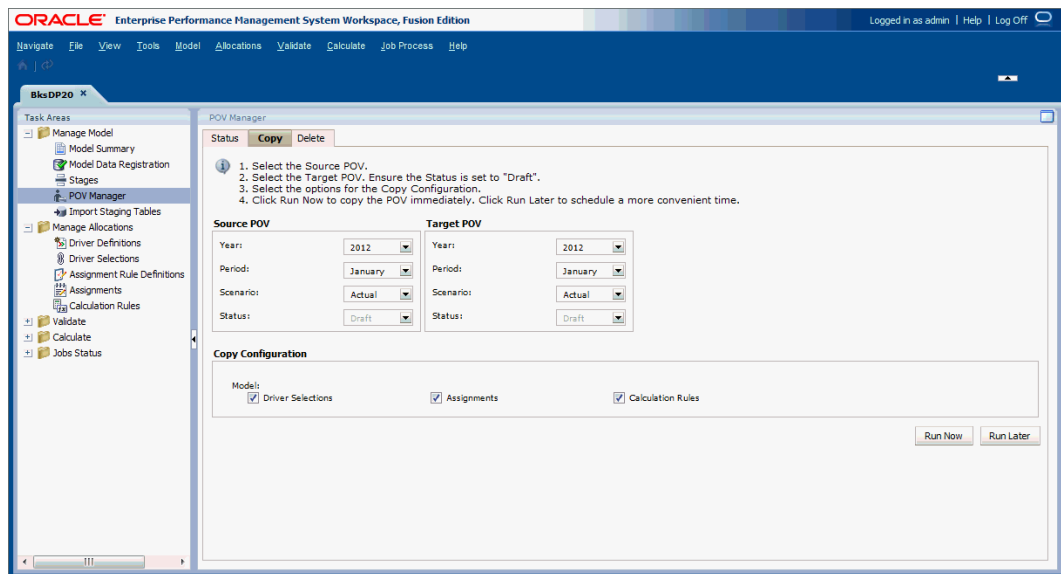 ORACLE® Enterprise Performance Management System Workspace, Fusion Edition
Logged in as admin | Help | Log Off
Navigate File View Tools Model Allocations Validate Calculate Job Process Help
BksDP20 ×
Task Areas
Manage Model
Model Summary
Model Data Registration
Stages
POV Manager
Import Staging Tables
Manage Allocations
Driver Definitions
Driver Selections
Assignment Rule Definitions
Assignments
Calculation Rules
Validate
Calculate
Jobs Status
POV Manager
Status Copy Delete
1. Select the Source POV.
2. Select the Target POV. Ensure the Status is set to "Draft".
3. Select the options for the Copy Configuration.
4. Click Run Now to copy the POV immediately. Click Run Later to schedule a more convenient time.
Source POV
Year: 2012
Period: January
Scenario: Actual
Status: Draft
Target POV
Year: 2012
Period: January
Scenario: Actual
Status: Draft
Copy Configuration
Model:
Driver Selections Assignments Calculation Rules
Run Now Run Later